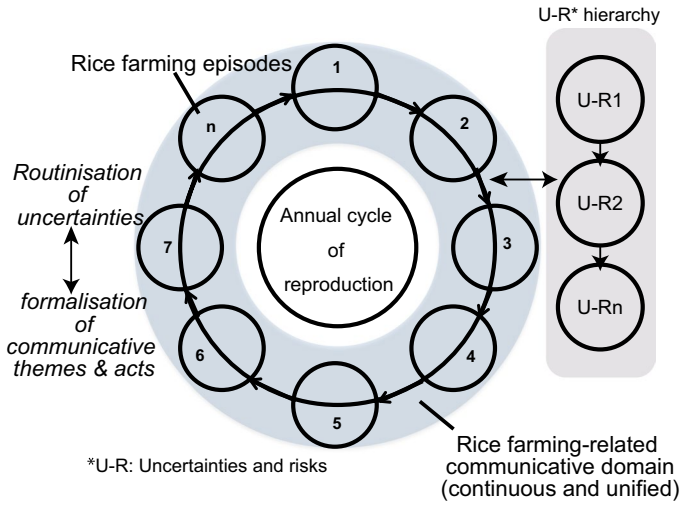 U-R* hierarchy
Rice farming episodes
1
2
3
4
5
6
7
n
U-R1
U-R2
U-Rn
Routinisation
of
uncertainties
formalisation
of
communicative
themes & acts
Annual cycle
of
reproduction
Rice farming-related
communicative domain
(continuous and unified)
*U-R: Uncertainties and risks